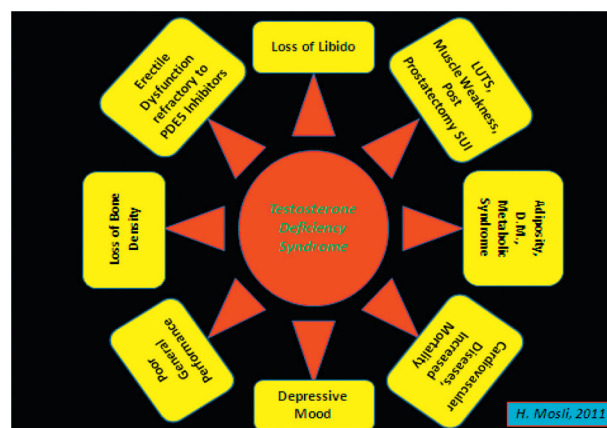 Loss of Libido
LUTS,
Muscle Weakness,
Post
Prostatectomy SUI
Adiposity,
D.M.,
Metabolic
Syndrome
Cardiovascular
Diseases,
Increased
Mortality
Depressive
Mood
Poor
General
Performance
Loss of Bone
Density
Erectile
Dysfunction
refractory to
PDE5 Inhibitors
Testosterone
Deficiency
Syndrome
H. Mosli, 2011